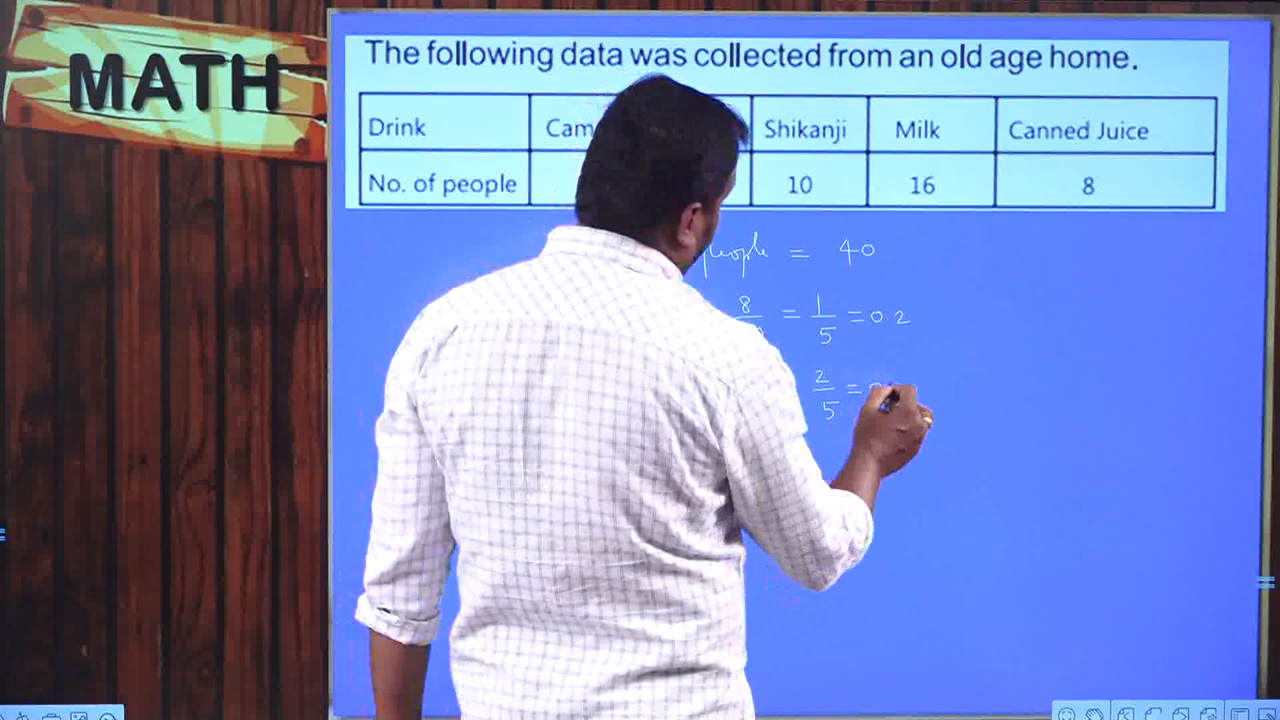 MATH
The following data was collected from an old age home.
Drink Shikanji Milk Canned Juice
No. of people 10 16 8
people = 40
8 = 1/5 = 0.2
2/5 =